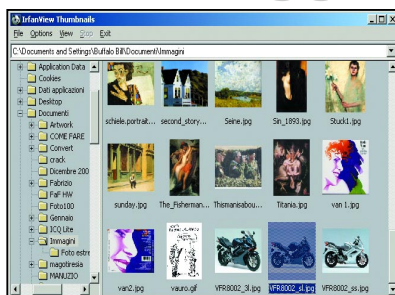 IrfanView Thumbnails
File Options View Stop Exit
C:\Documents and Settings\Buffalo Bill\Documenti\Immagini
Application Data
Cookies
Dati applicazioni
Desktop
Documenti
Artwork
COME FARE
Convert
crack
Dicembre 200
Fabrizio
FaF HW
Foto100
Gennaio
ICQ Lite
Immagini
Foto estre
magotiresia
MANUZIO
schiele.portrait... second_story... Seine.jpg Sin_1893.jpg Stuck1.jpg
sunday.jpg The_Fisherman... Thismanisabou... Titania.jpg van 1.jpg
van2.jpg vauro.gif VFR8002_3l.jpg VFR8002_sl.jpg VFR8002_ss.jpg